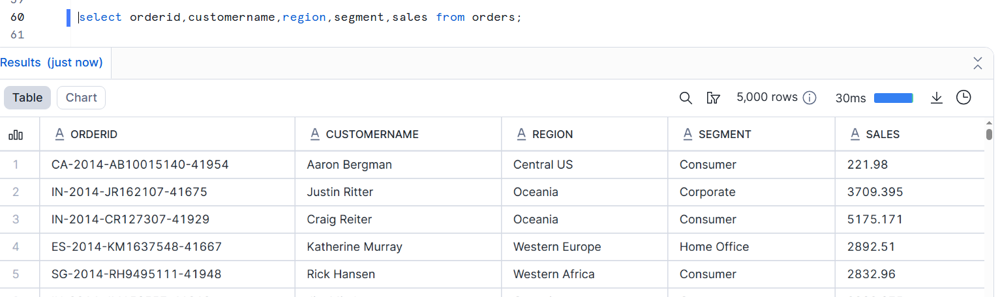 60 select orderid,customername,region,segment,sales from orders;
61
Results (just now)
Table Chart 5,000 rows 30ms
ORDERID CUSTOMERNAME REGION SEGMENT SALES
1 CA-2014-AB10015140-41954 Aaron Bergman Central US Consumer 221.98
2 IN-2014-JR162107-41675 Justin Ritter Oceania Corporate 3709.395
3 IN-2014-CR127307-41929 Craig Reiter Oceania Consumer 5175.171
4 ES-2014-KM1637548-41667 Katherine Murray Western Europe Home Office 2892.51
5 SG-2014-RH9495111-41948 Rick Hansen Western Africa Consumer 2832.96